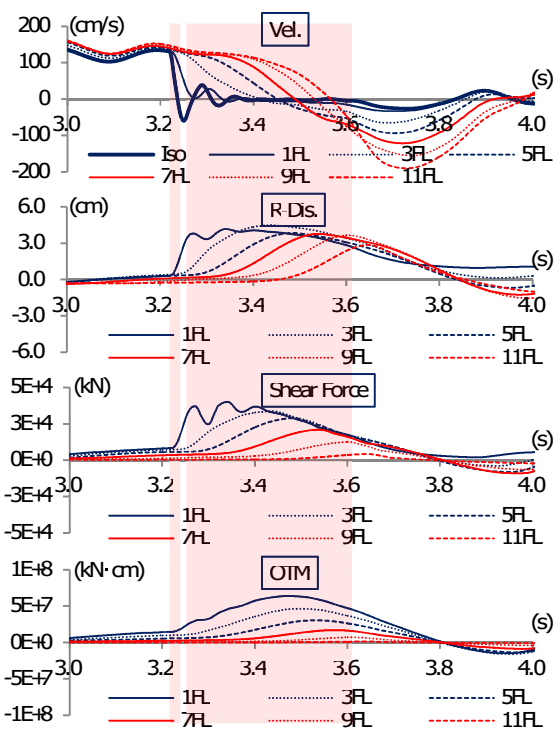 200 (cm/s) Vel.
100 (s)
0
3.0 3.2 3.4 3.6 3.8 4.0
-100 Iso 1FL 3FL 5FL
-200 7FL 9FL 11FL
6.0 (cm) R-Dis.
3.0 (s)
0.0
3.0 3.2 3.4 3.6 3.8 4.0
-3.0
1FL 3FL 5FL
-6.0 7FL 9FL 11FL
5E+4 (kN) Shear Force
3E+4 (s)
0E+0
3.0 3.2 3.4 3.6 3.8 4.0
-3E+4
1FL 3FL 5FL
-5E+4 7FL 9FL 11FL
1E+8 (kN·cm) OTM
5E+7 (s)
0E+0
3.0 3.2 3.4 3.6 3.8 4.0
-5E+7
1FL 3FL 5FL
-1E+8 7FL 9FL 11FL